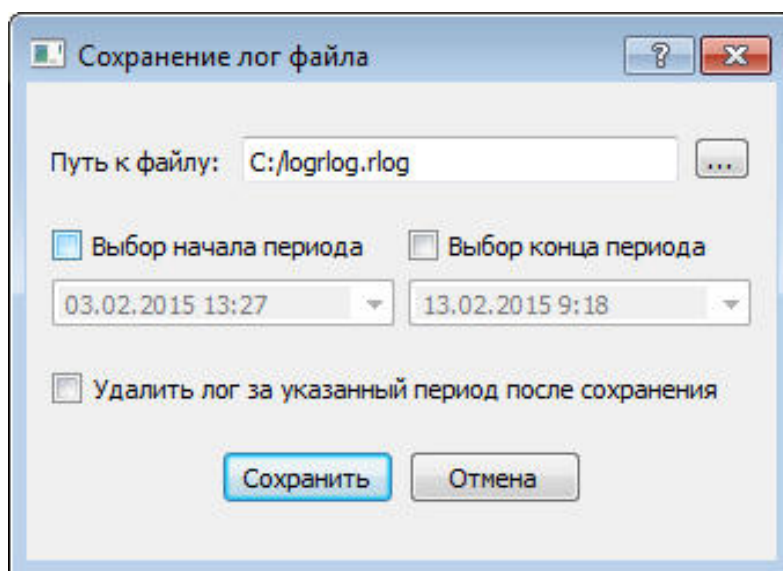 Сохранение лог файла
Путь к файлу: C:/logrlog.rlog ...
Выбор начала периода Выбор конца периода
03.02.2015 13:27 13.02.2015 9:18
Удалить лог за указанный период после сохранения
Сохранить Отмена